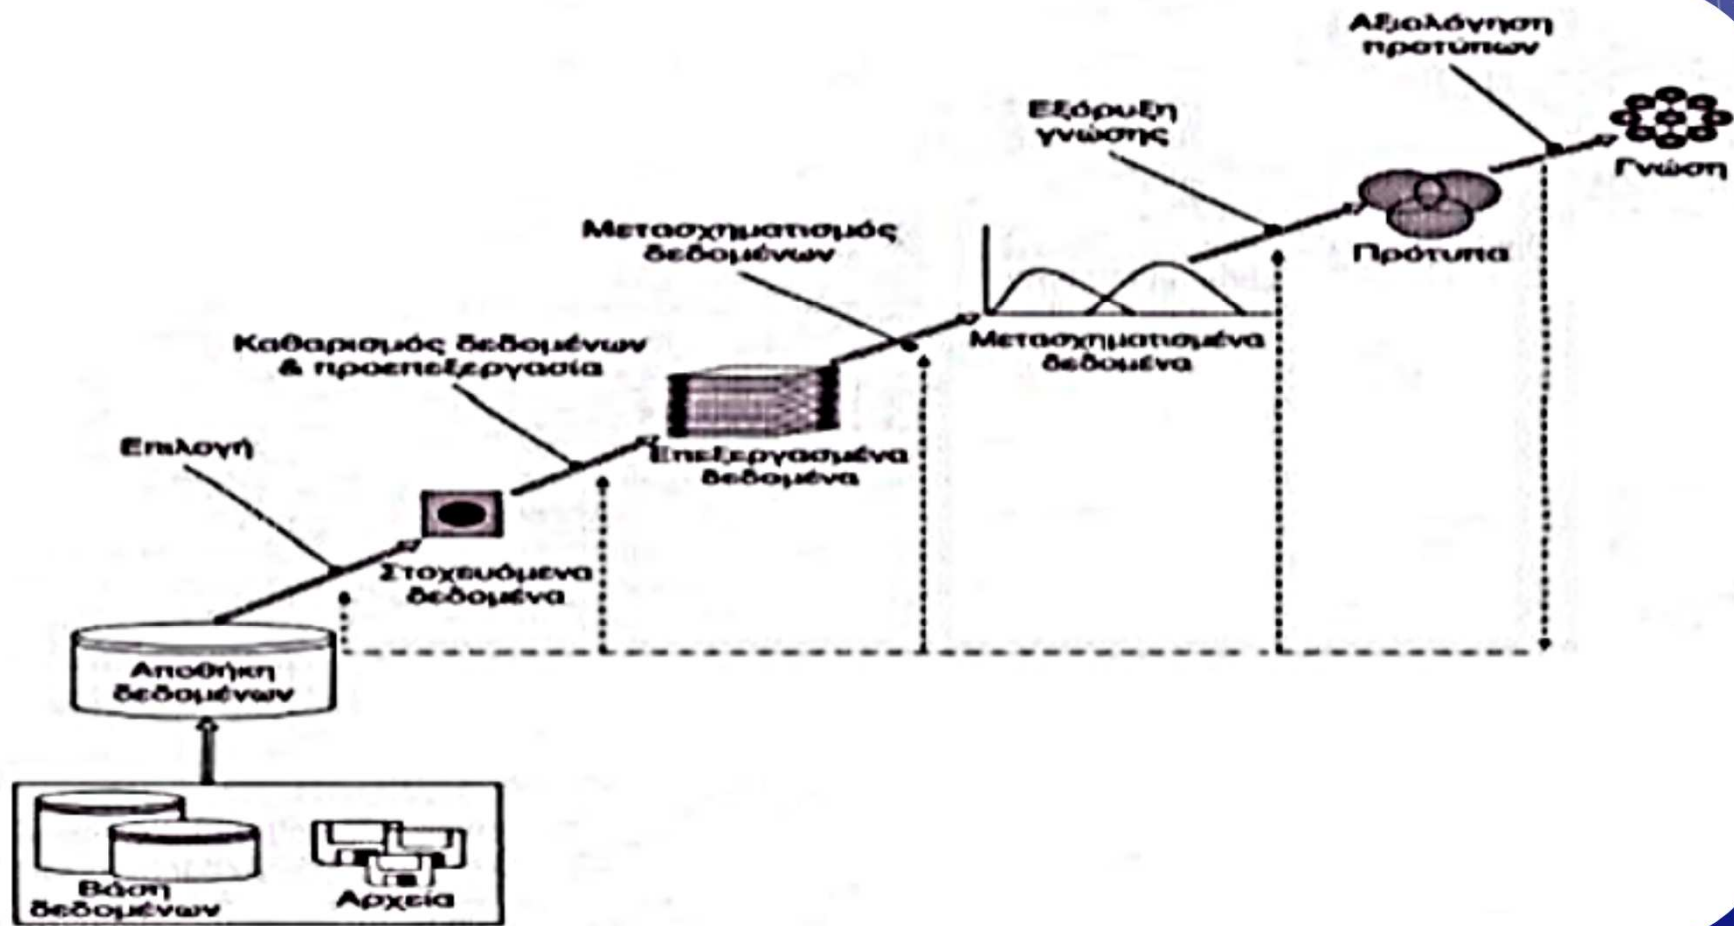 Αξιολόγηση
προτύπων
Εξόρυξη
γνώσης
Γνώση
Μετασχηματισμός
δεδομένων
Πρότυπα
Καθαρισμός δεδομένων
& προεπεξεργασία
Μετασχηματισμένα
δεδομένα
Επιλογή
Επεξεργασμένα
δεδομένα
Στοχευόμενα
δεδομένα
Αποθήκη
δεδομένων
Βάση
δεδομένων
Αρχεία